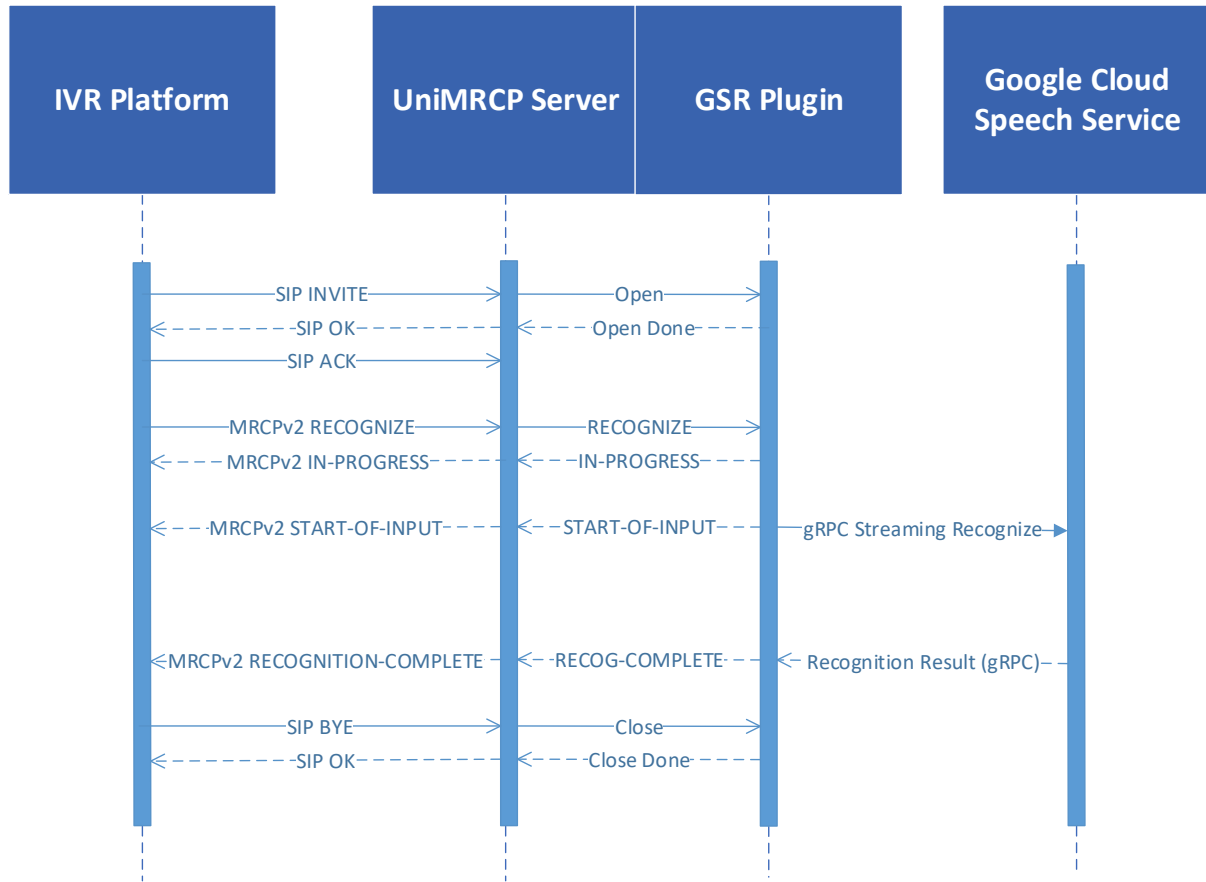 IVR Platform
UniMRCP Server
GSR Plugin
Google Cloud
Speech Service
SIP INVITE
Open
SIP OK
Open Done
SIP ACK
MRCPv2 RECOGNIZE
RECOGNIZE
MRCPv2 IN-PROGRESS
IN-PROGRESS
MRCPv2 START-OF-INPUT
START-OF-INPUT
gRPC Streaming Recognize
MRCPv2 RECOGNITION-COMPLETE
RECOG-COMPLETE
Recognition Result (gRPC)
SIP BYE
Close
SIP OK
Close Done